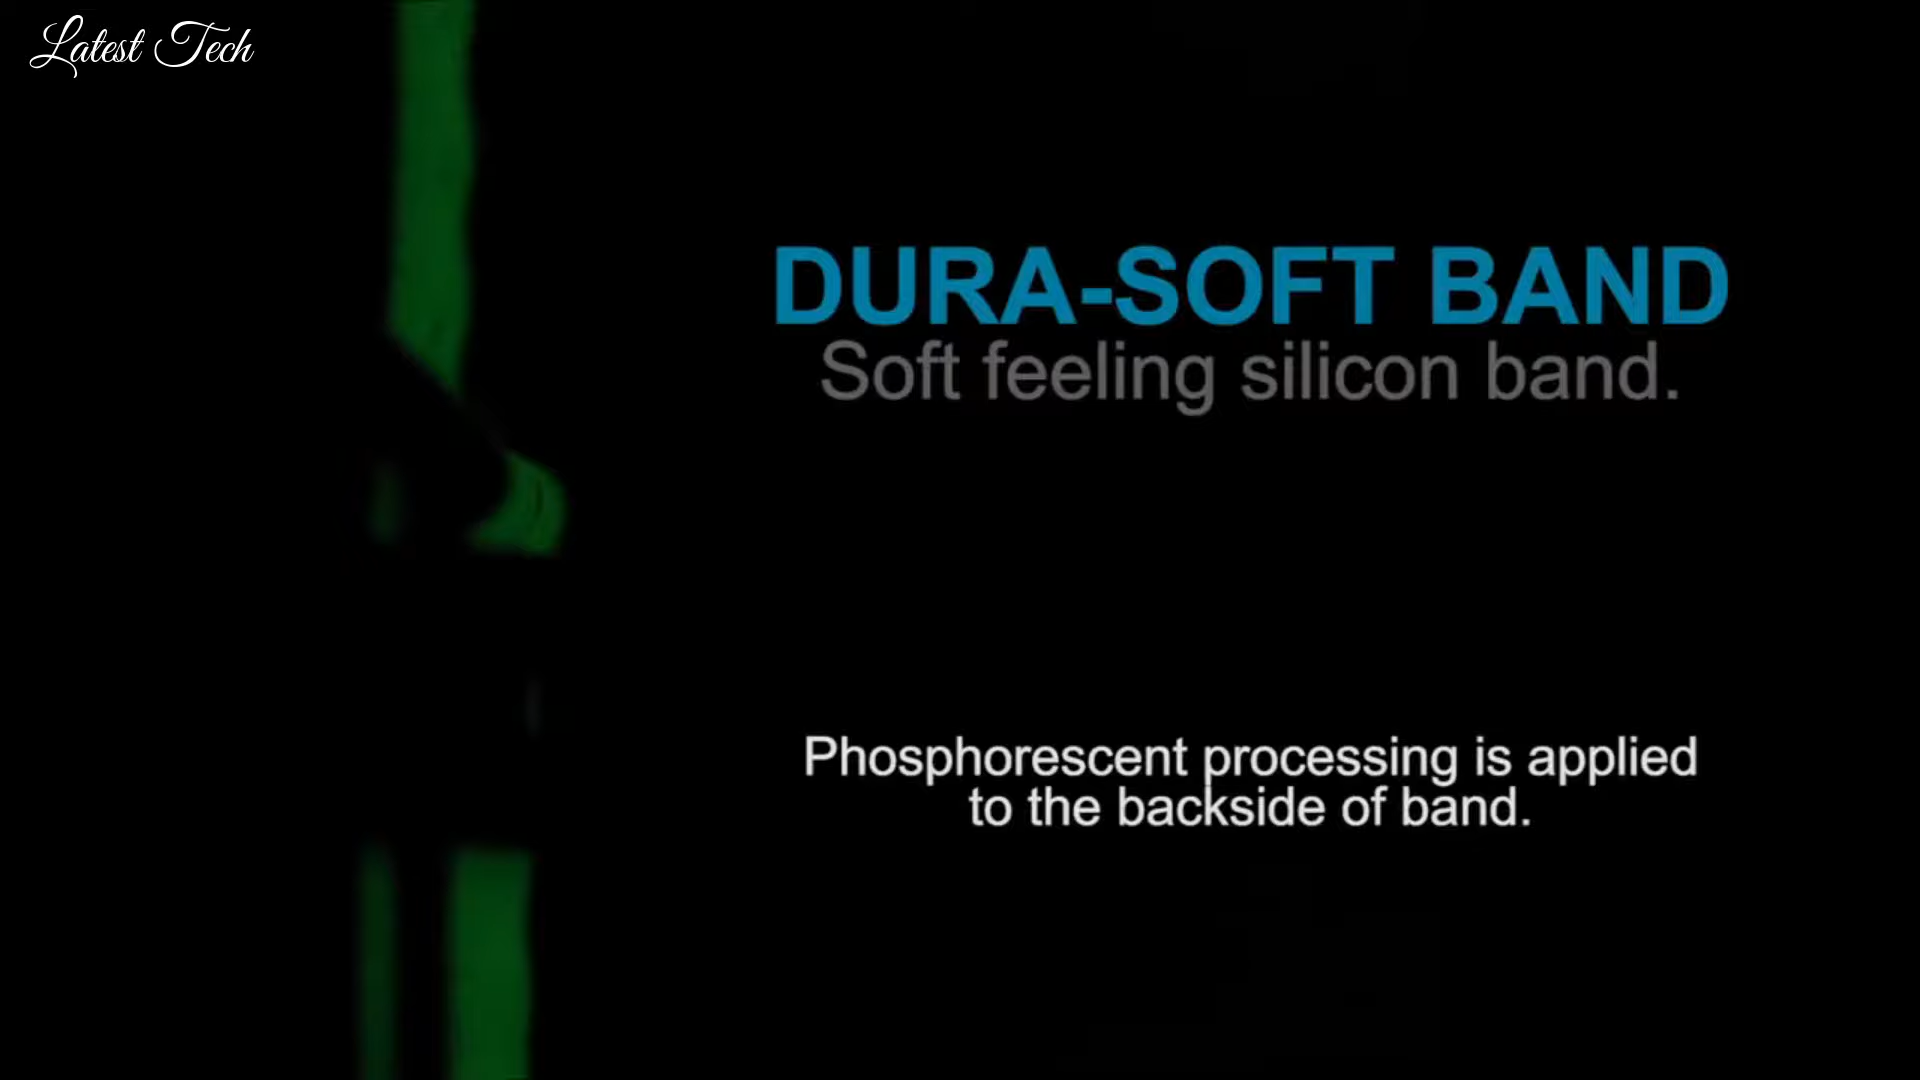 Latest Tech
DURA-SOFT BAND
Soft feeling silicon band.
Phosphorescent processing is applied
to the backside of band.